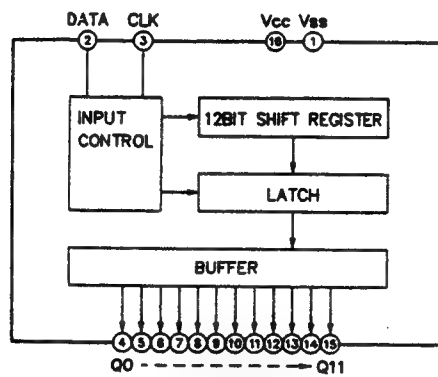 DATA CLK Vcc Vss
2 3 16 1
INPUT CONTROL
12BIT SHIFT REGISTER
LATCH
BUFFER
4 5 6 7 8 9 10 11 12 13 14 15
Q0 Q11